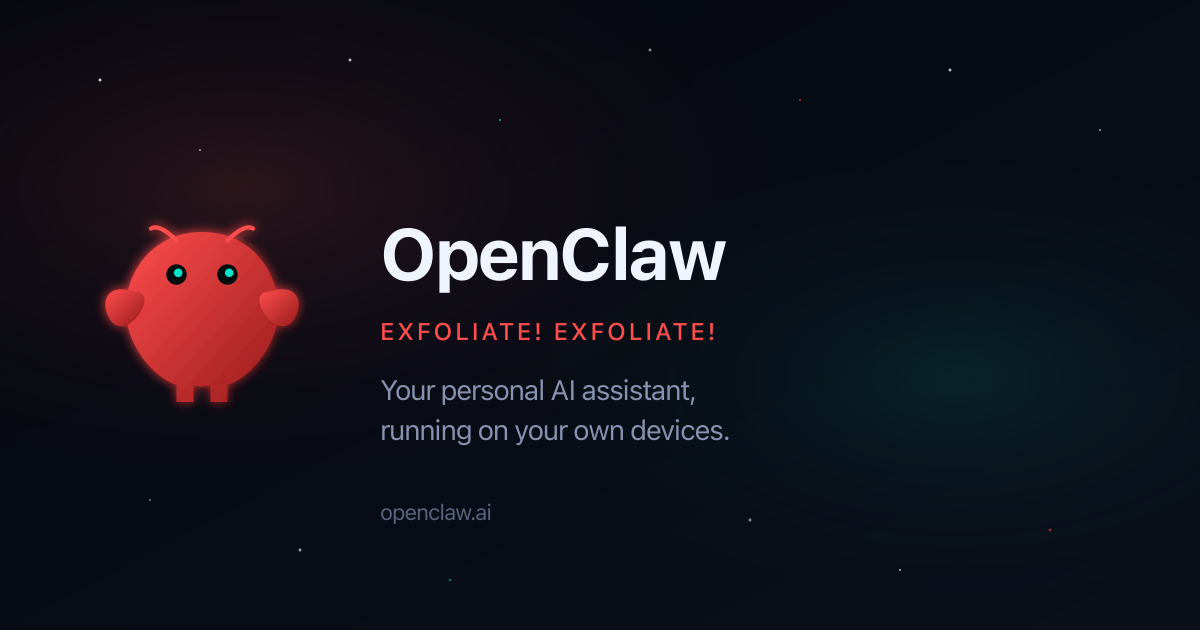 OpenClaw
EXFOLIATE! EXFOLIATE!
Your personal AI assistant,
running on your own devices.
openclaw.ai